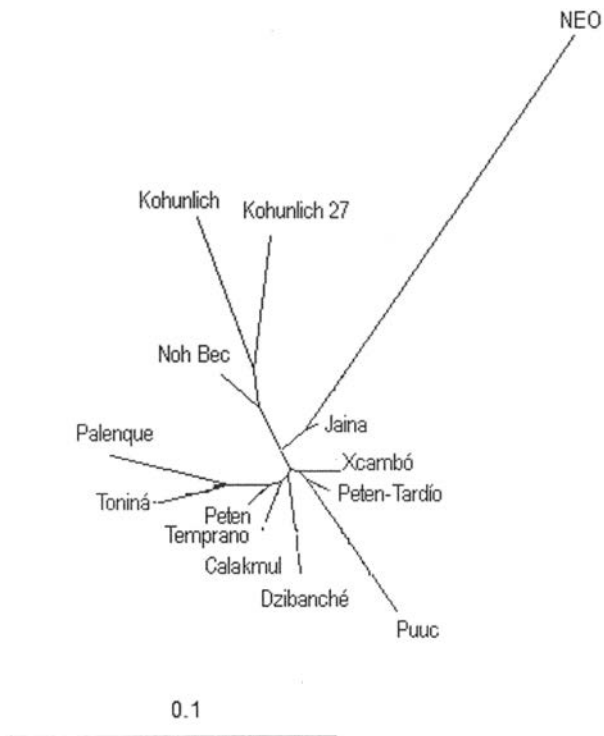 NEO
Kohunlich
Kohunlich 27
Noh Bec
Jaina
Palenque
Xcambó
Toniná
Peten-Tardío
Peten
Temprano
Calakmul
Dzibanché
Puuc
0.1